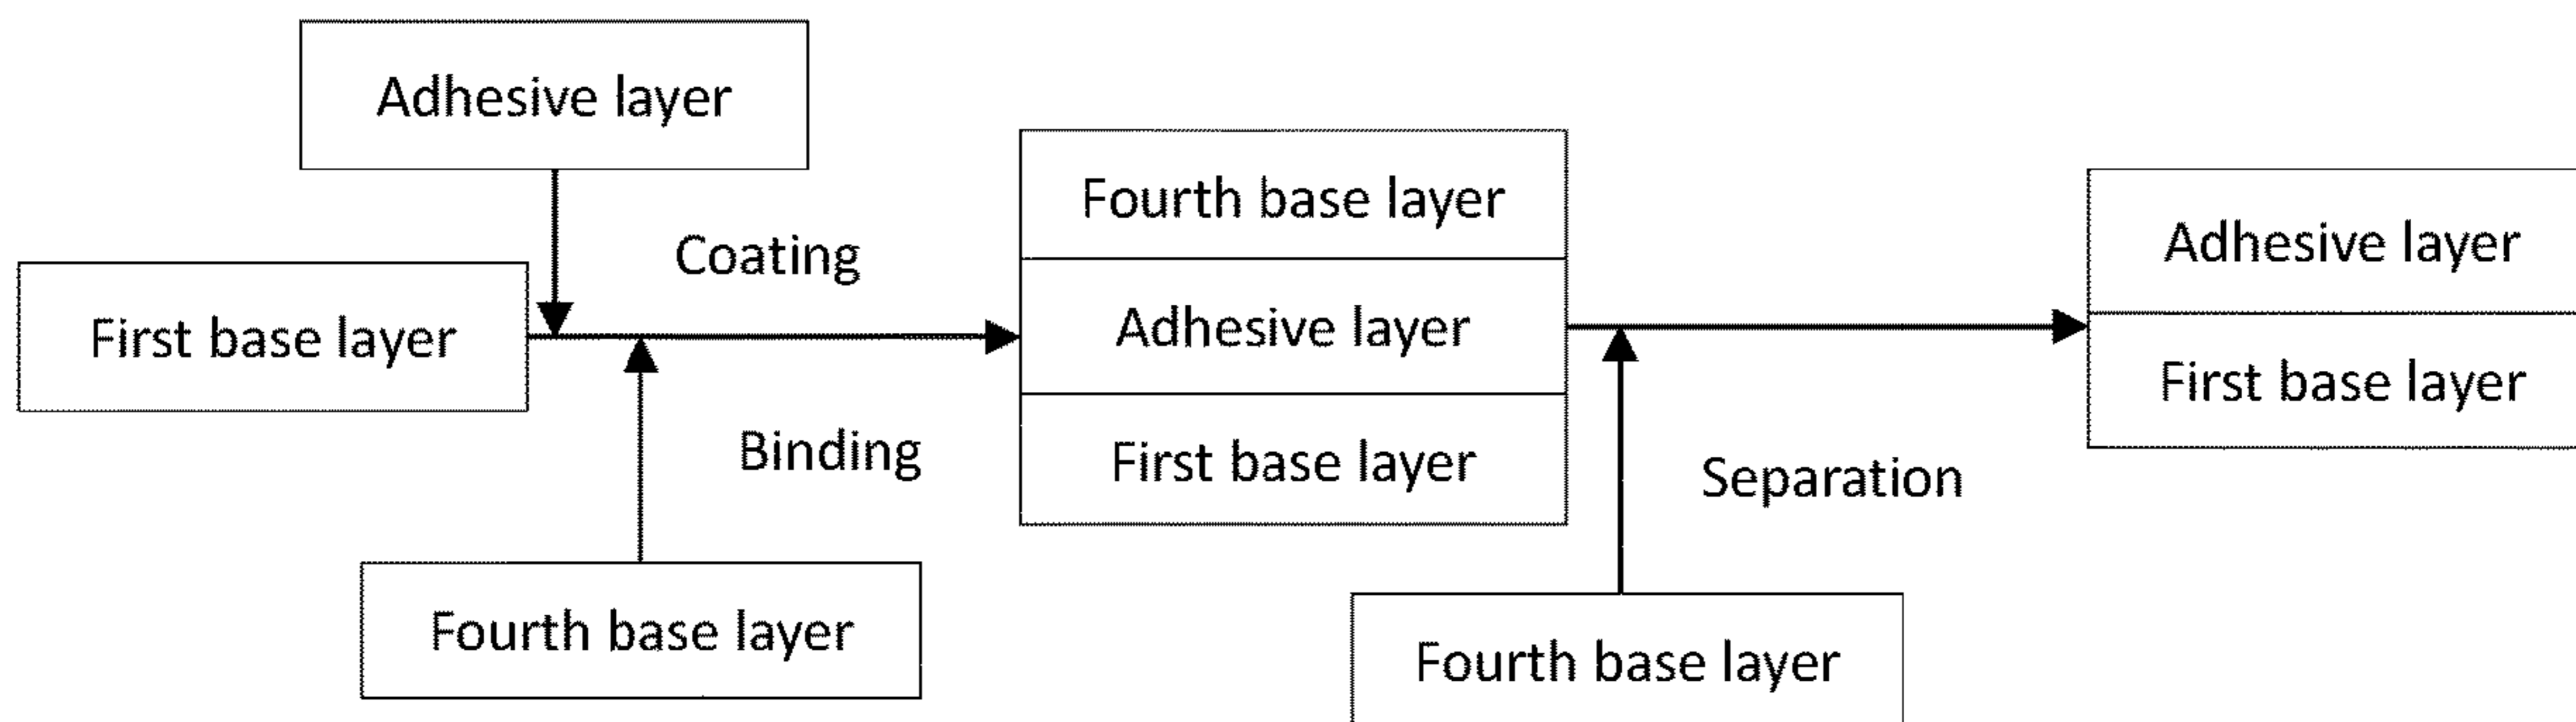 Adhesive layer
First base layer
Coating
Binding
Fourth base layer
Fourth base layer
Adhesive layer
First base layer
Separation
Fourth base layer
Adhesive layer
First base layer